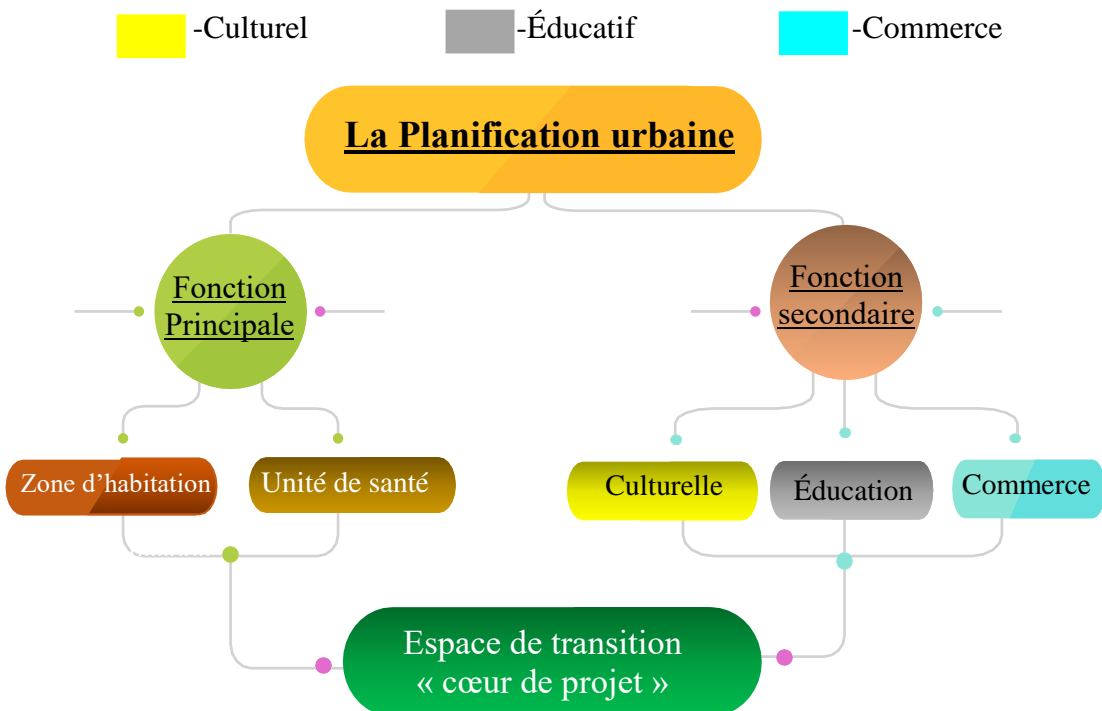 -Culturel -Éducatif -Commerce
La Planification urbaine
Fonction
Principale
Fonction
secondaire
Zone d’habitation
Unité de santé
Culturelle
Éducation
Commerce
Espace de transition
« cœur de projet »